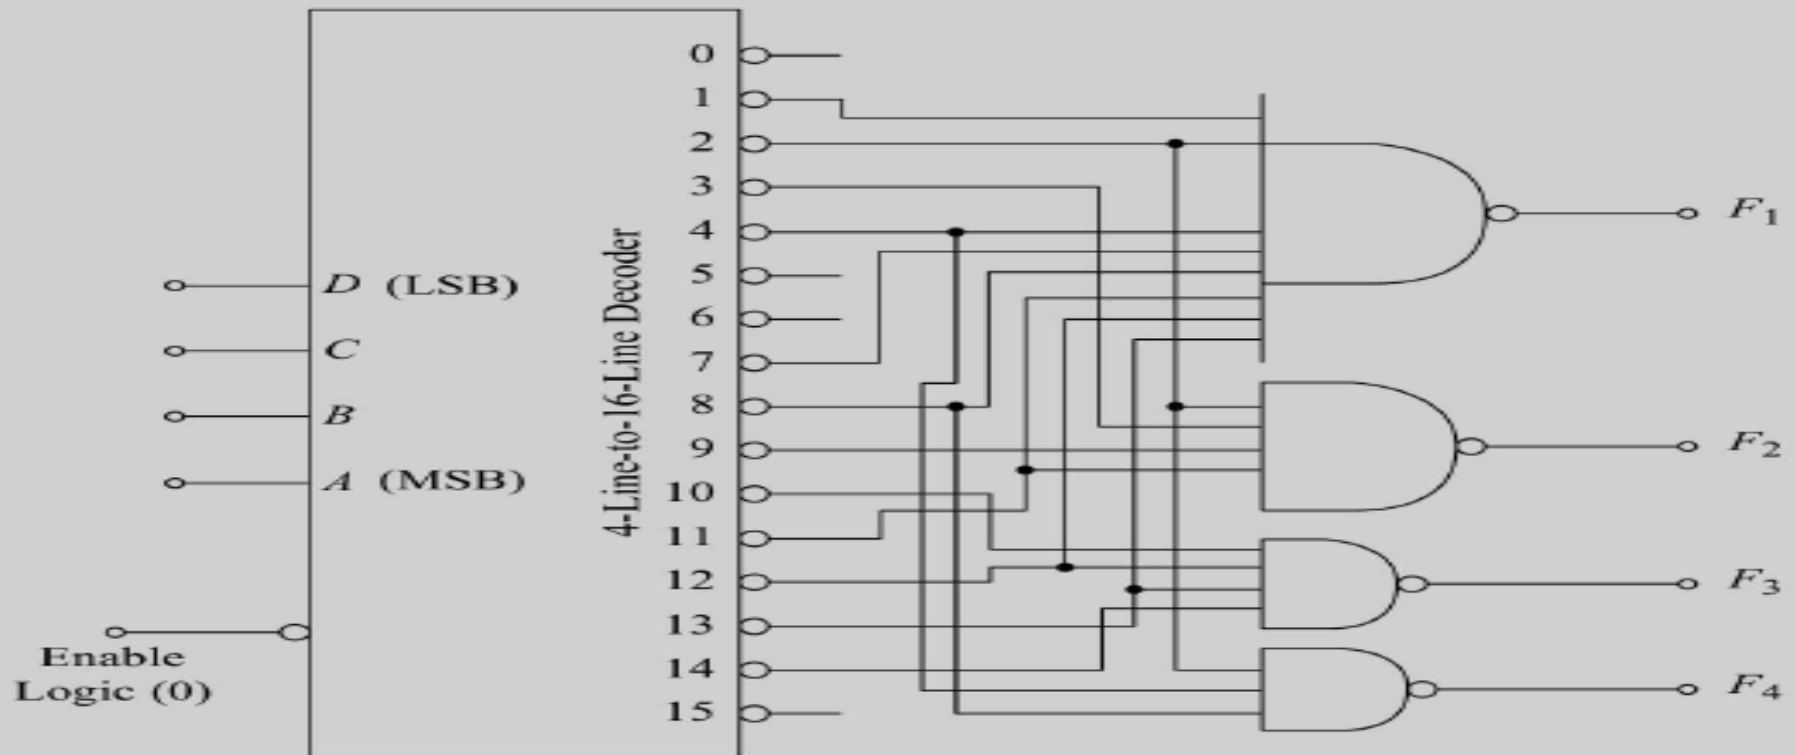 0
1
2
3
4
5
6
7
8
9
10
11
12
13
14
15
4-Line-to-16-Line Decoder
D (LSB)
C
B
A (MSB)
Enable
Logic (0)
F1
F2
F3
F4